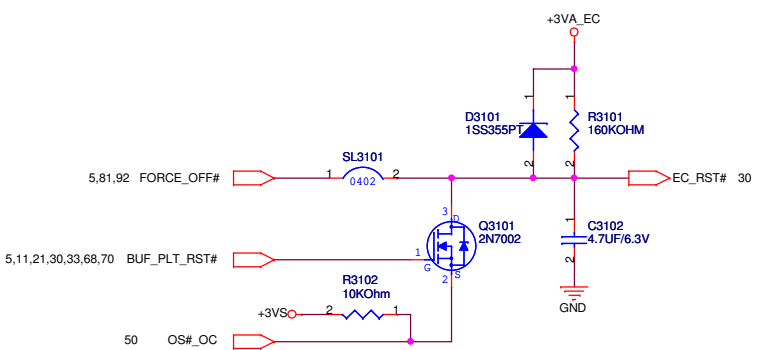 +3VA_EC
1
1
D3101
1SS355PT
R3101
160KOHM
2
2
SL3101
5,81,92 FORCE_OFF#
1
2
0402
EC_RST# 30
3
D
Q3101
2N7002
1
C3102
4.7UF/6.3V
2
5,11,21,30,33,68,70 BUF_PLT_RST#
1
G
2
S
R3102
10KOhm
GND
+3VS
2
1
50 OS#_OC